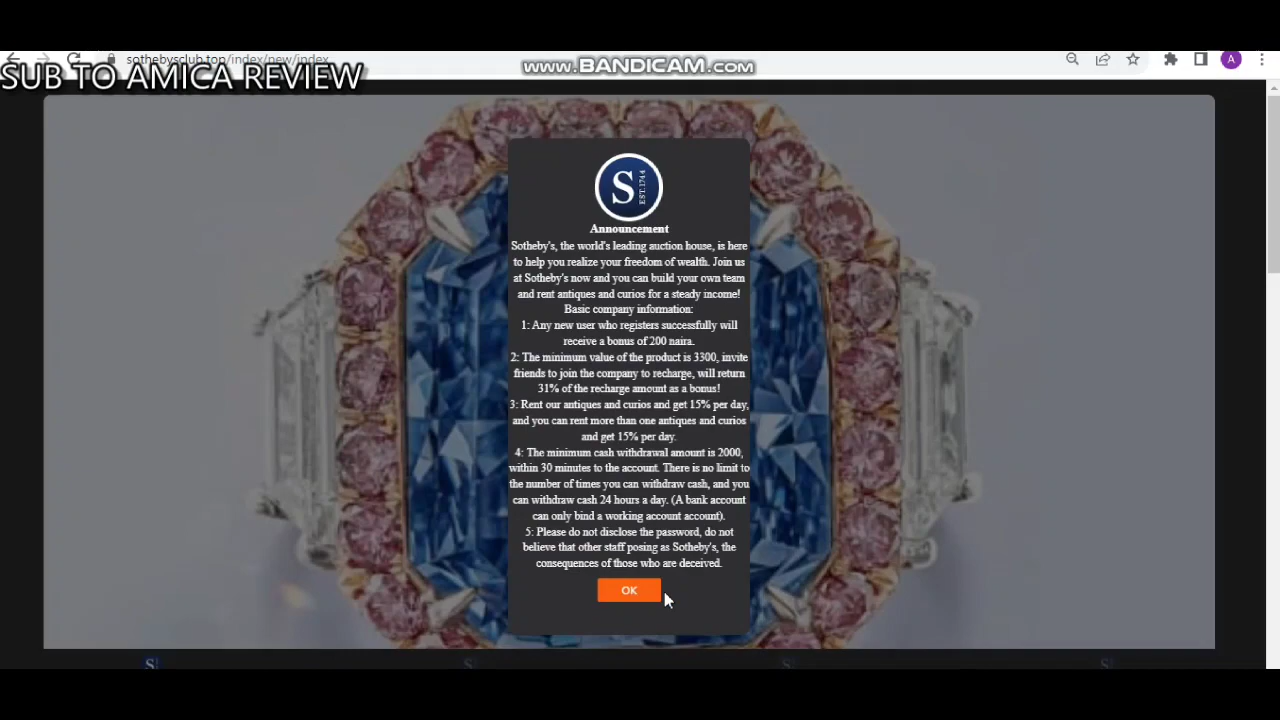 sothebysclub.top/index/new/index
www.BANDICAM.com
SUB TO AMICA REVIEW
A
S
EST.1744
Announcement
Sotheby's, the world's leading auction house, is here
to help you realize your freedom of wealth. Join us
at Sotheby's now and you can build your own team
and rent antiques and curios for a steady income!
Basic company information:
1: Any new user who registers successfully will
receive a bonus of 200 naira.
2: The minimum value of the product is 3300, invite
friends to join the company to recharge, will return
31% of the recharge amount as a bonus!
3: Rent our antiques and curios and get 15% per day,
and you can rent more than one antiques and curios
and get 15% per day.
4: The minimum cash withdrawal amount is 2000,
within 30 minutes to the account. There is no limit to
the number of times you can withdraw cash, and you
can withdraw cash 24 hours a day. (A bank account
can only bind a working account account).
5: Please do not disclose the password, do not
believe that other staff posing as Sotheby's, the
consequences of those who are deceived.
OK
S S S S